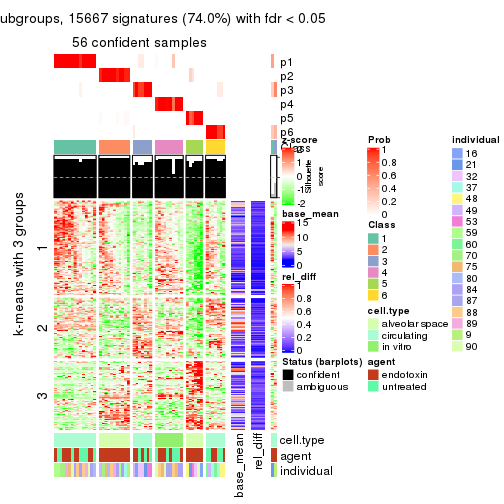 ubgroups, 15667 signatures (74.0%) with fdr < 0.05
56 confident samples
p1
p2
p3
p4
p5
p6
Class
Silhouette score
k-means with 3 groups
1
2
3
base_mean
rel_diff
cell.type
agent
individual
z-score
2
1
0
-1
-2
base_mean
15
10
5
0
rel_diff
1
0.8
0.6
0.4
0.2
0
Status (barplots)
confident
ambiguous
Prob
1
0.8
0.6
0.4
0.2
0
Class
1
2
3
4
5
6
cell.type
alveolar space
circulating
in vitro
agent
endotoxin
untreated
individual
16
21
32
37
48
49
53
59
60
70
75
80
84
87
88
89
9
90